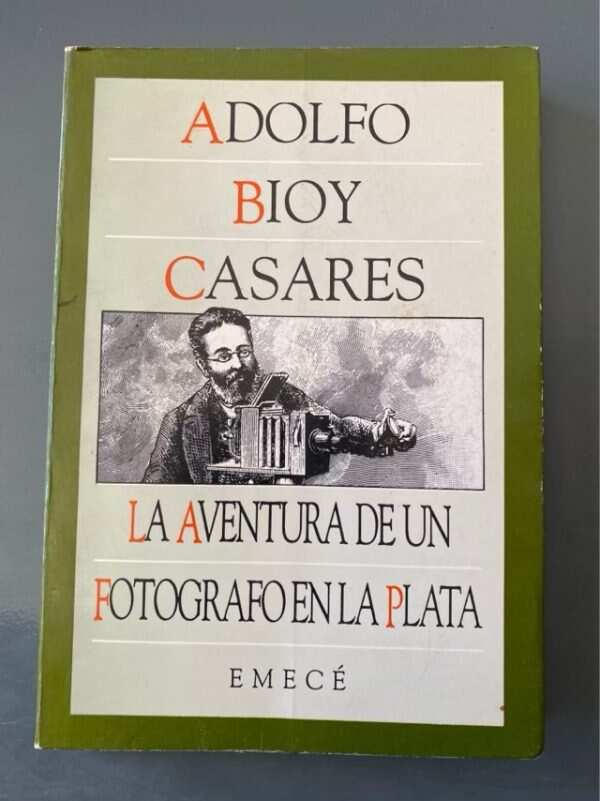 ADOLFO
BIOY
CASARES
LA AVENTURA DE UN
FOTOGRAFO EN LA PLATA
EMECÉ